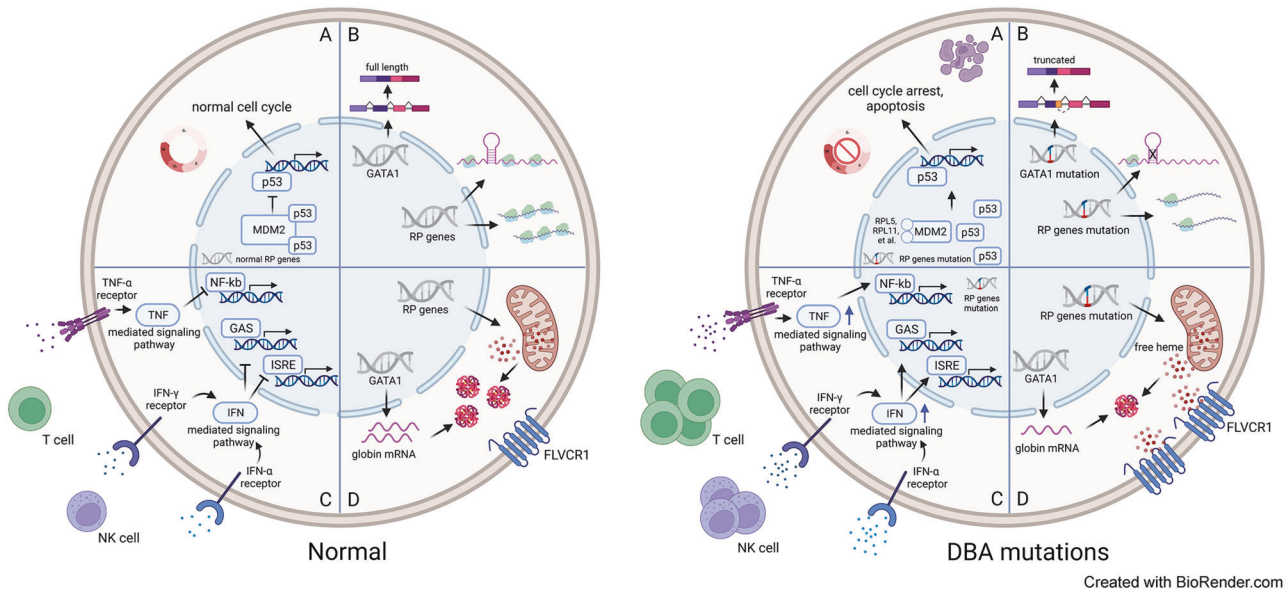 A
B
full length
normal cell cycle
GATA1
p53
p53
MDM2
p53
RP genes
normal RP genes
TNF-α
receptor
NF-kb
TNF
mediated signaling
pathway
GAS
ISRE
RP genes
IFN-γ
receptor
IFN
mediated signaling
pathway
GATA1
globin mRNA
FLVCR1
T cell
IFN-α
receptor
NK cell
C
D
Normal
A
B
truncated
cell cycle arrest,
apoptosis
X
GATA1 mutation
p53
RPL5,
RPL11,
et al.
MDM2
p53
p53
p53
RP genes mutation
RP genes mutation
TNF-α
receptor
NF-kb
RP genes
mutation
TNF
mediated signaling
pathway
GAS
ISRE
RP genes mutation
free heme
IFN-γ
receptor
IFN
mediated signaling
pathway
GATA1
globin mRNA
FLVCR1
T cell
IFN-α
receptor
NK cell
C
D
DBA mutations
Created with BioRender.com